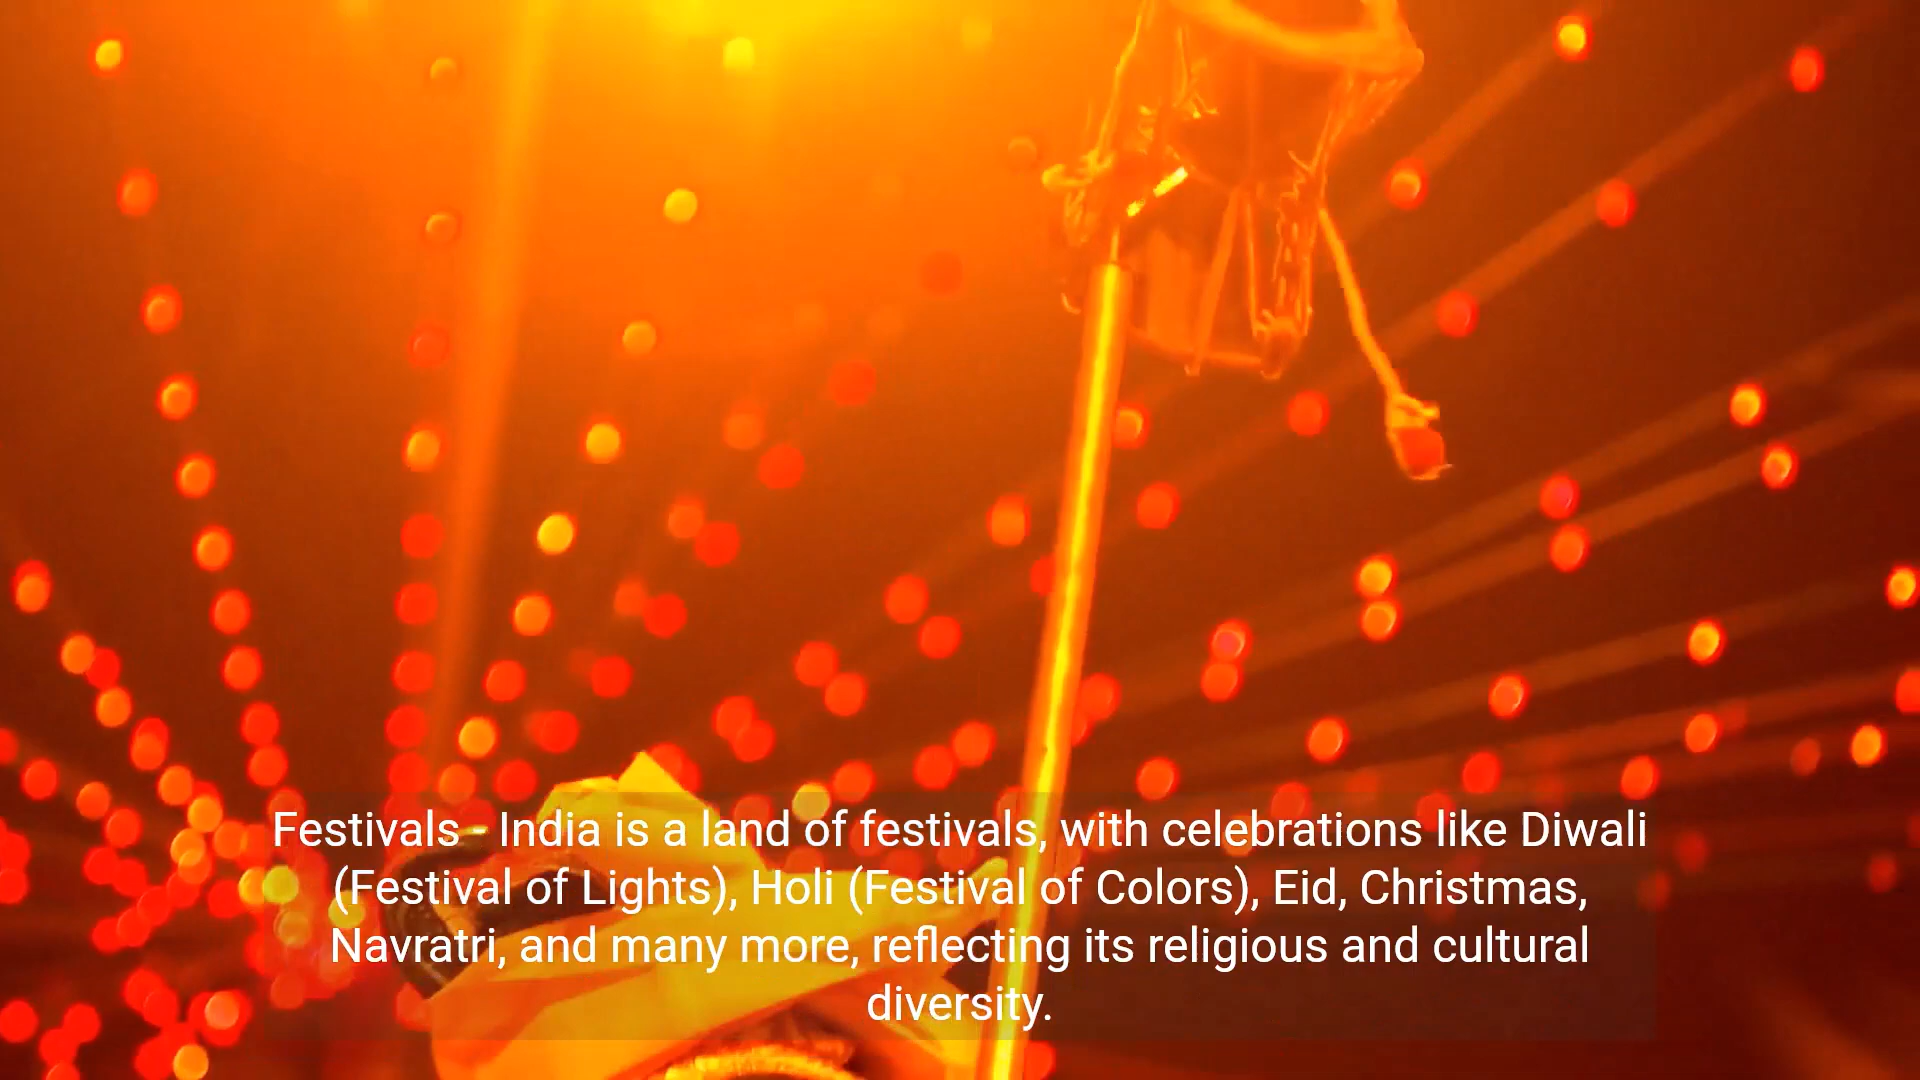 Festivals - India is a land of festivals, with celebrations like Diwali
(Festival of Lights), Holi (Festival of Colors), Eid, Christmas,
Navratri, and many more, reflecting its religious and cultural
diversity.